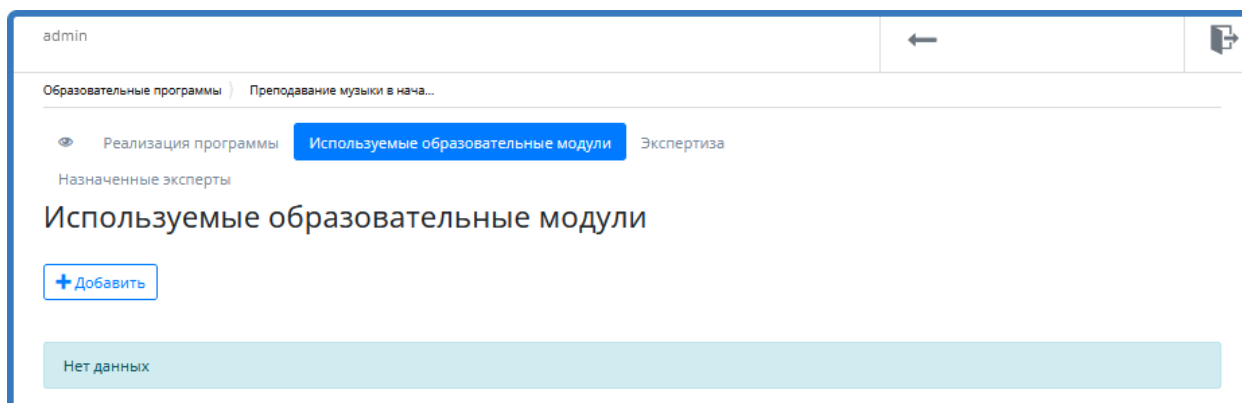 admin
Образовательные программы Преподавание музыки в нача...
Реализация программы Используемые образовательные модули Экспертиза
Назначенные эксперты
Используемые образовательные модули
Добавить
Нет данных